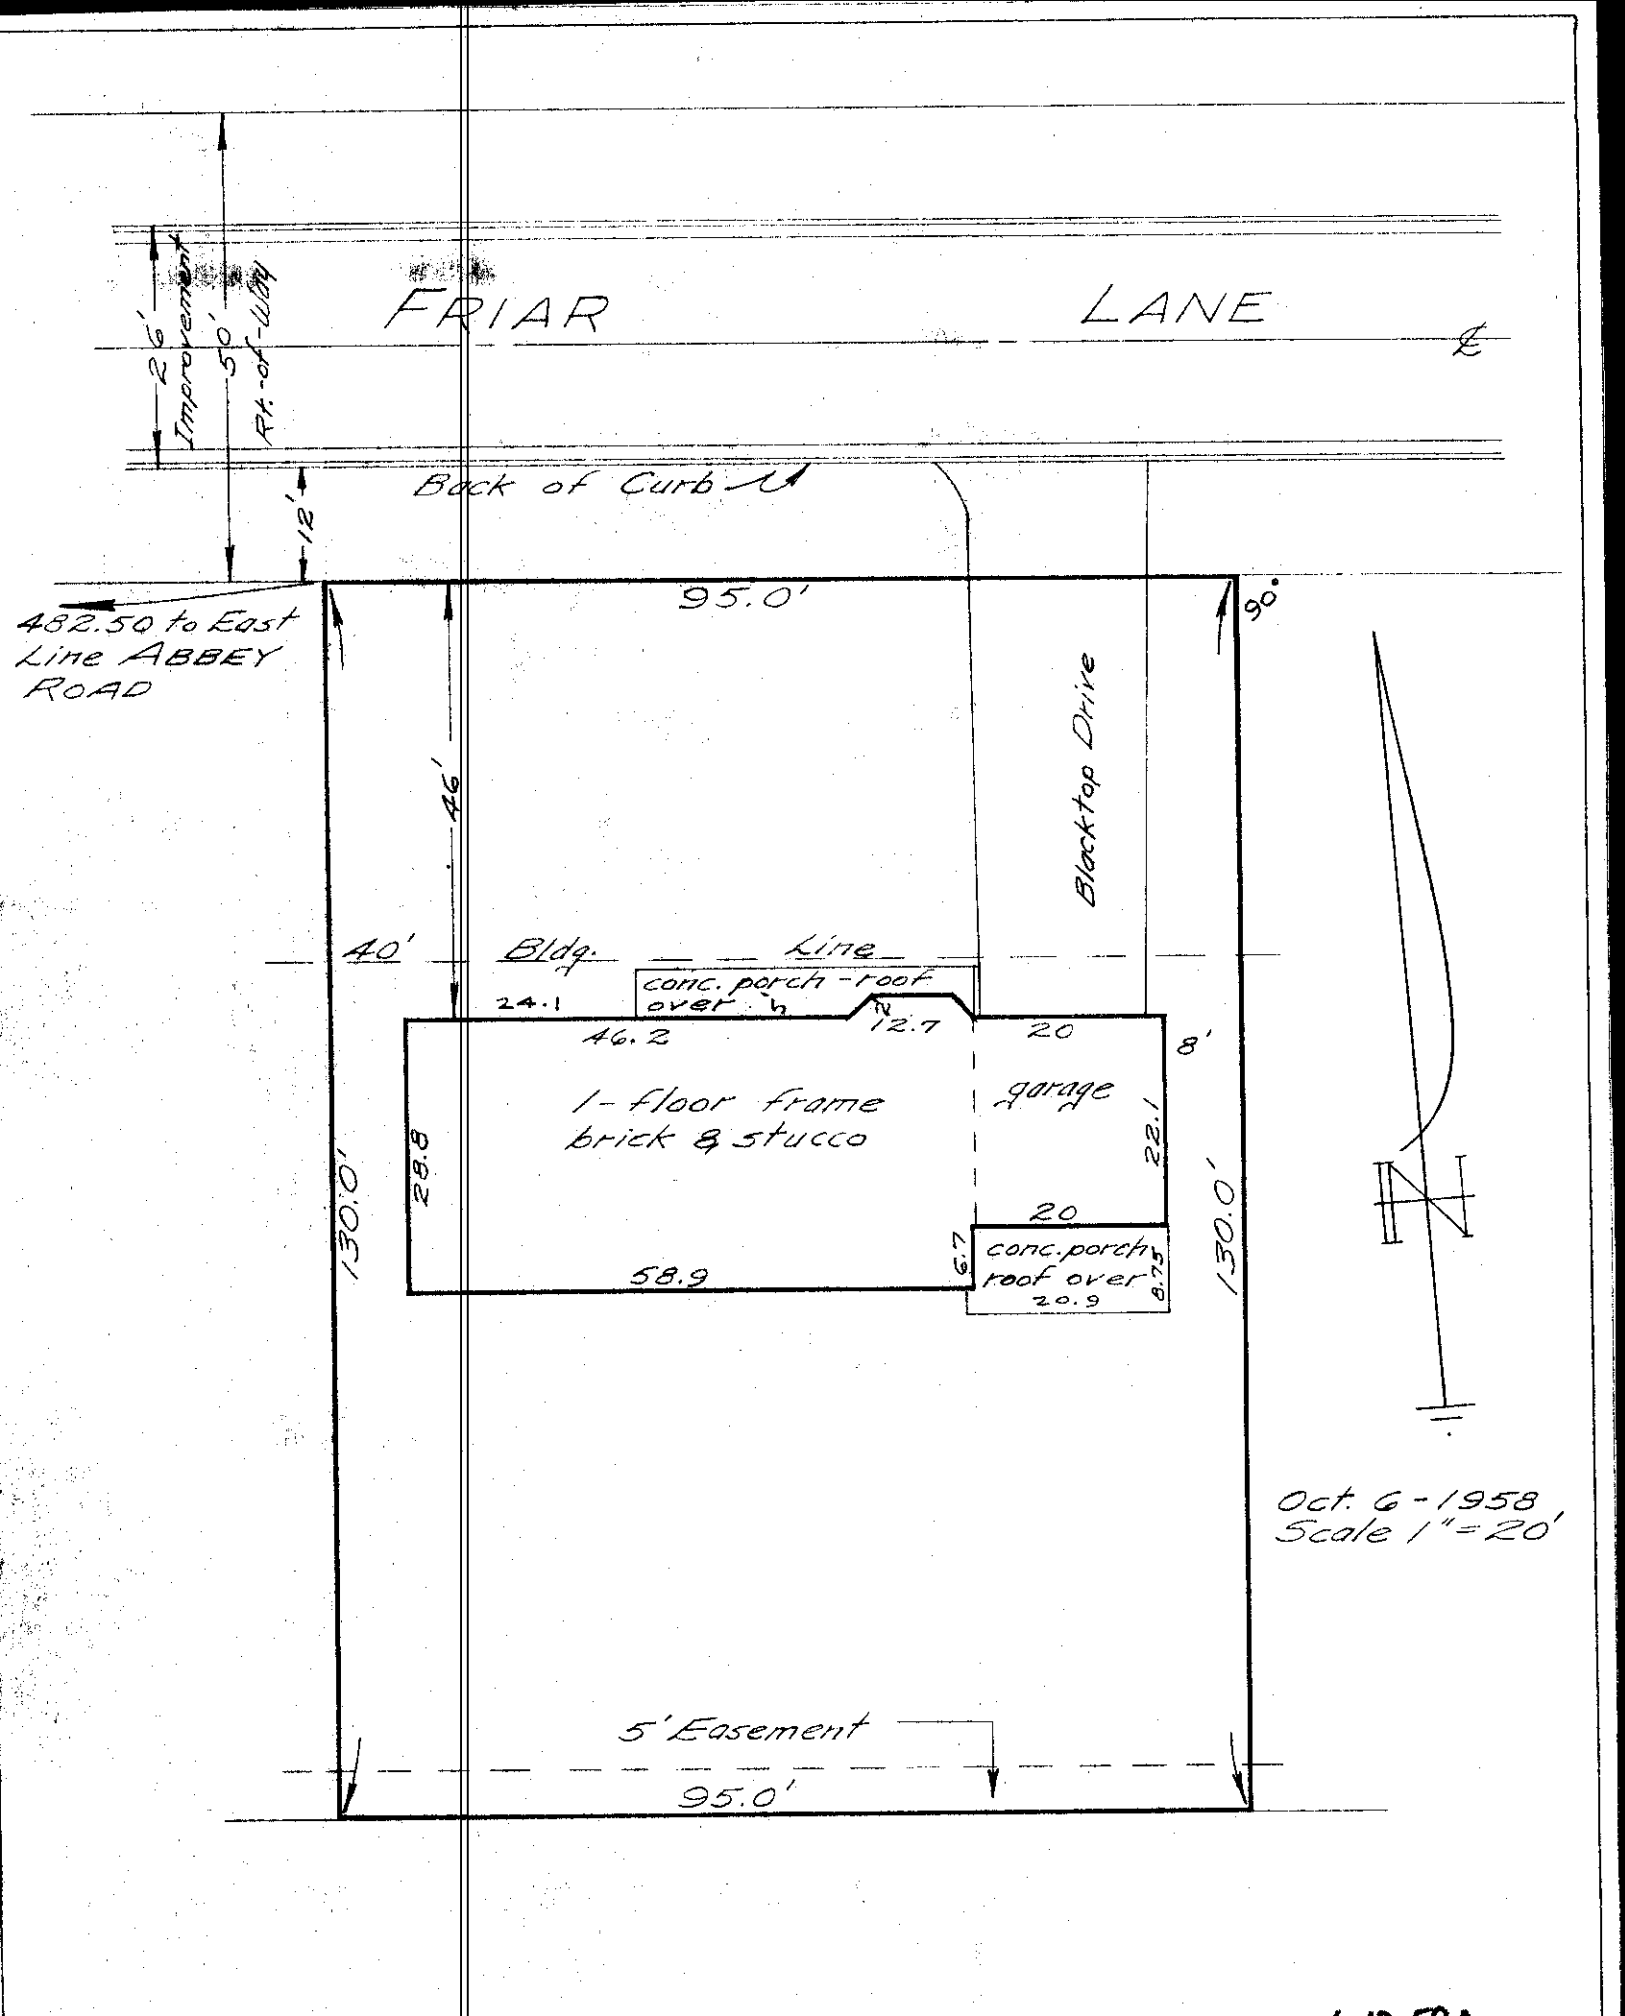 26'
Improvement
50'
Rt.-of-Way
FRIAR LANE
℄
Back of Curb
12'
95.0'
90°
482.50 to East
Line ABBEY
ROAD
46'
Blacktop Drive
40' Bldg. Line
conc. porch - roof
over
24.1
46.2
12.7
20
8'
1-floor frame
brick & stucco
garage
28.8
22.1
130.0'
130.0'
20
6.7
conc. porch
roof over
20.9
8.75
58.9
N
Oct. 6 - 1958
Scale 1" = 20'
5' Easement
95.0'